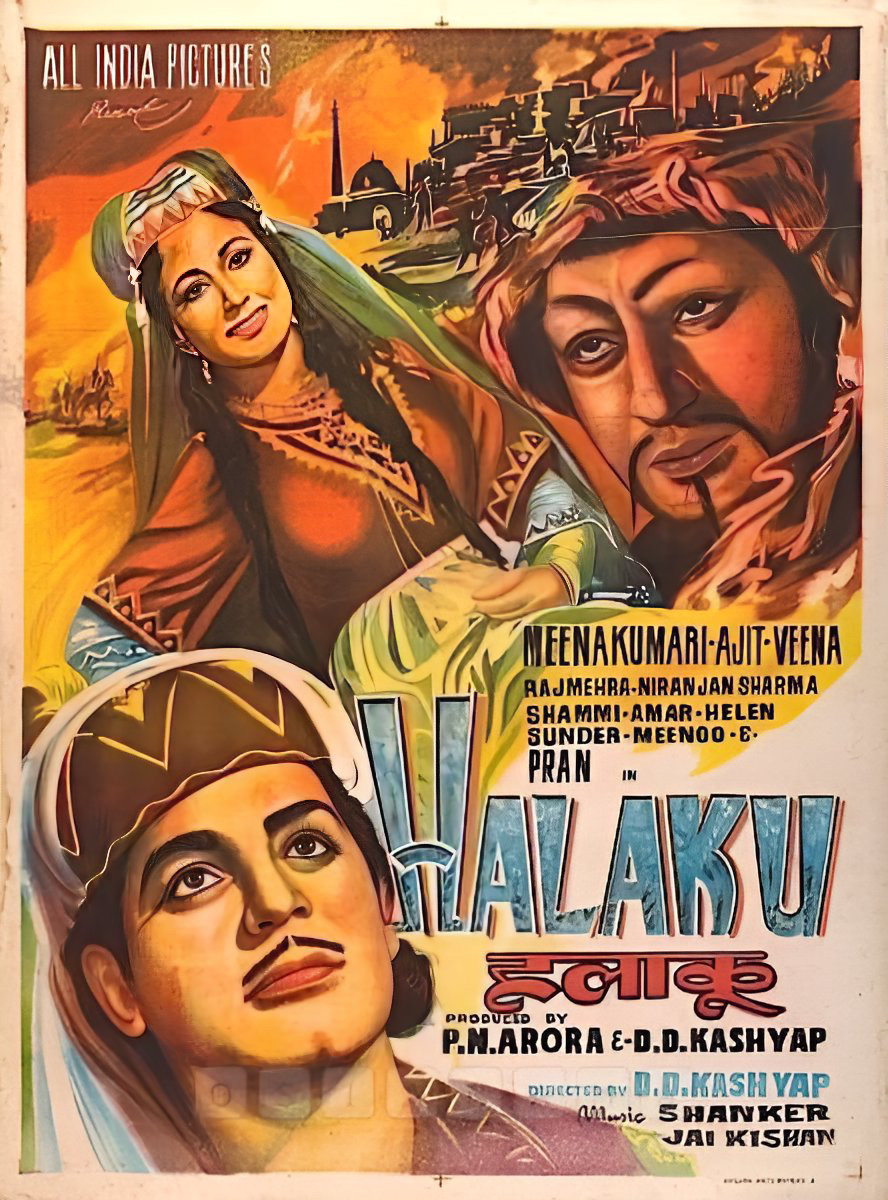 ALL INDIA PICTURES
MEENAKUMARI·AJIT·VEENA
RAJMEHRA·NIRANJAN SHARMA
SHAMMI·AMAR·HELEN
SUNDER·MEENOO·&·
PRAN IN
HALAKU
हलाकू
PRODUCED BY
P.N.ARORA &·D.D.KASHYAP
DIRECTED BY D.D.KASHYAP
Music SHANKER
JAI KISHAN